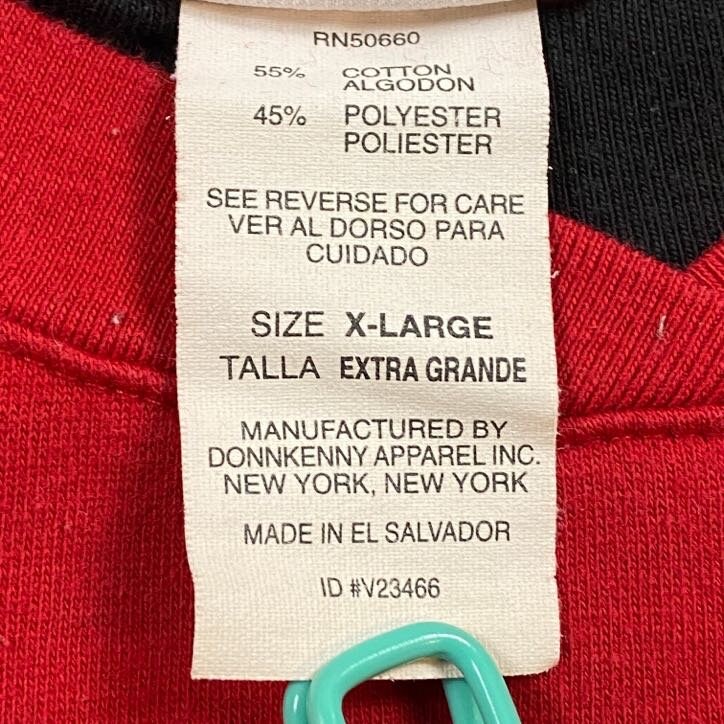 RN50660
55% COTTON
ALGODON
45% POLYESTER
POLIESTER
SEE REVERSE FOR CARE
VER AL DORSO PARA
CUIDADO
SIZE X-LARGE
TALLA EXTRA GRANDE
MANUFACTURED BY
DONNKENNY APPAREL INC.
NEW YORK, NEW YORK
MADE IN EL SALVADOR
ID #V23466